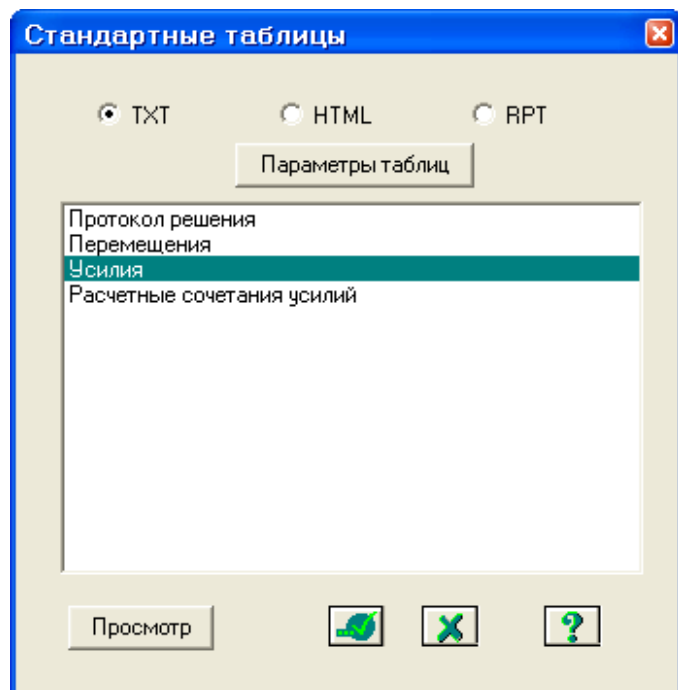 Стандартные таблицы
TXT HTML RPT
Параметры таблиц
Протокол решения
Перемещения
Усилия
Расчетные сочетания усилий
Просмотр ?